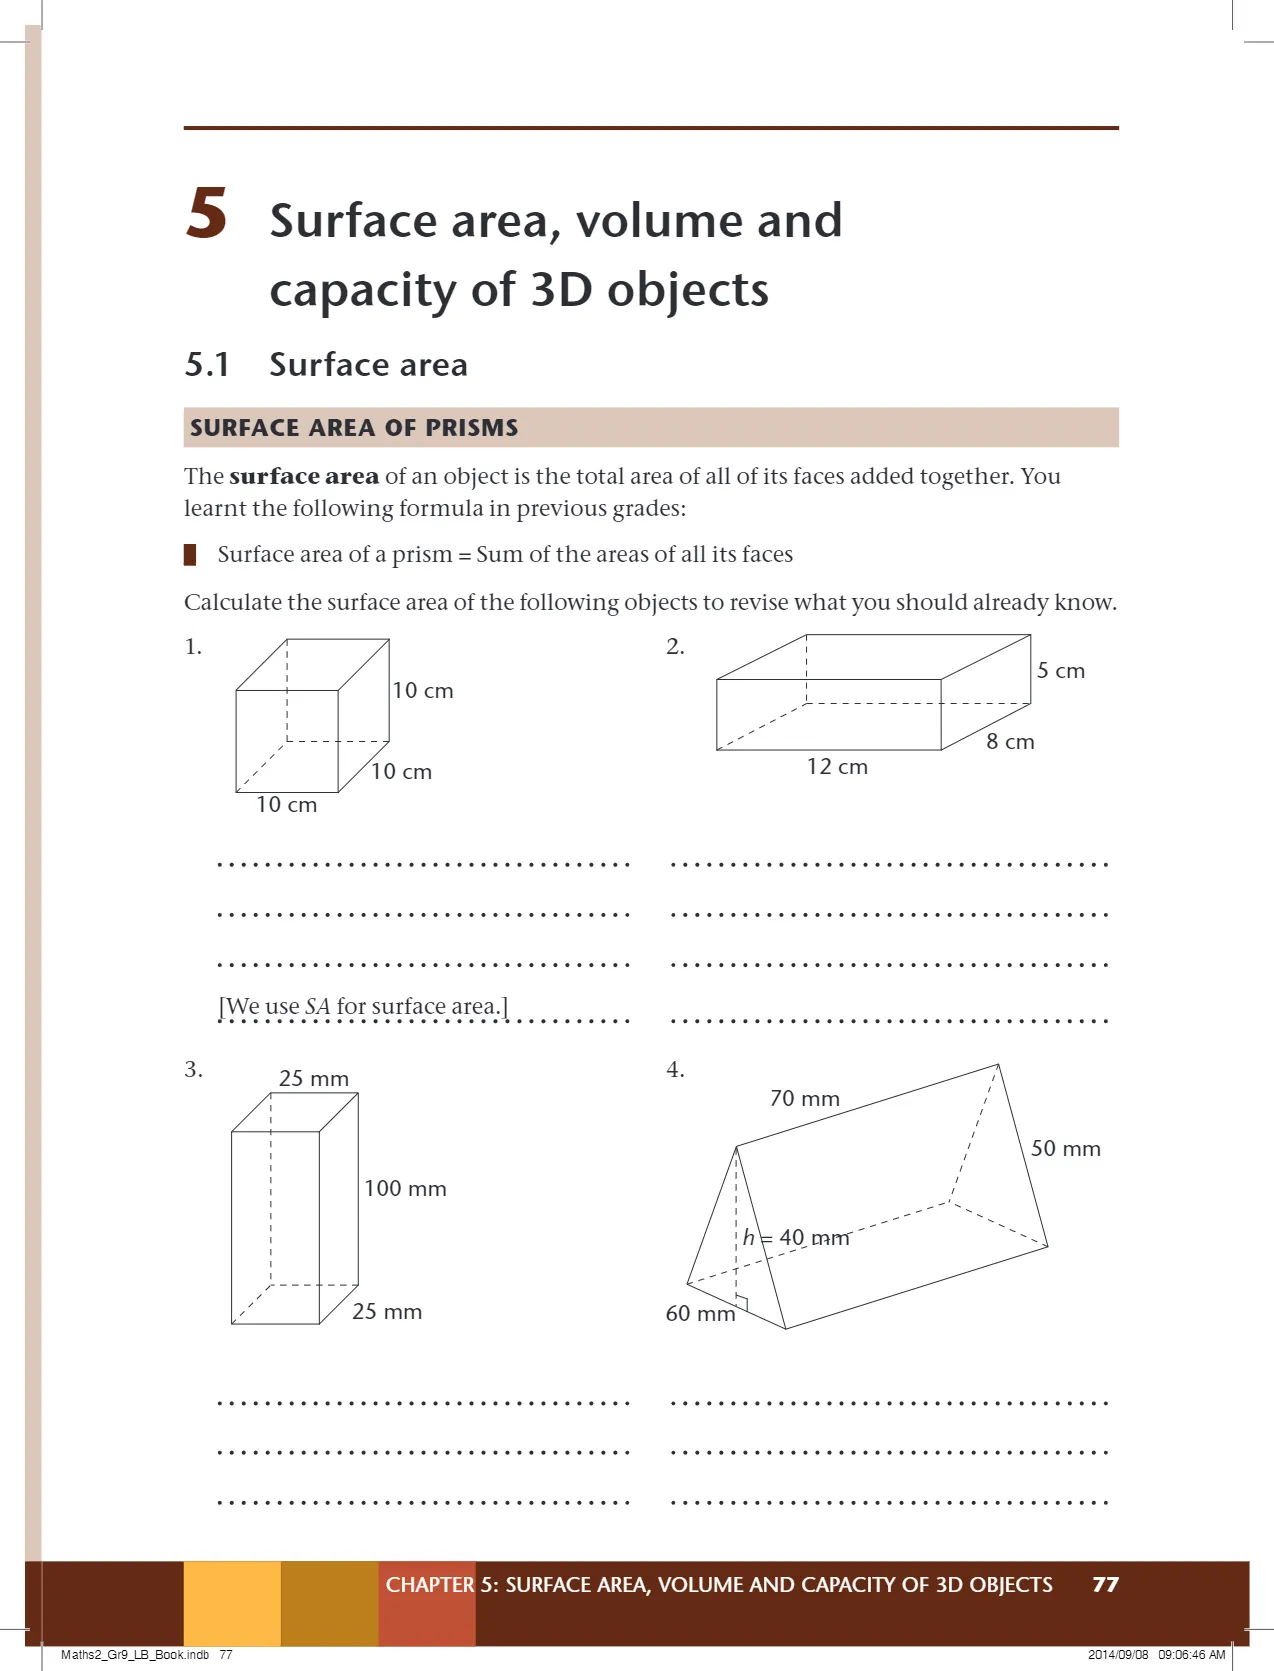 5 Surface area, volume and
capacity of 3D objects
5.1 Surface area
SURFACE AREA OF PRISMS
The surface area of an object is the total area of all of its faces added together. You
learnt the following formula in previous grades:
Surface area of a prism = Sum of the areas of all its faces
Calculate the surface area of the following objects to revise what you should already know.
1.
10 cm
10 cm
10 cm
2.
5 cm
8 cm
12 cm
[We use SA for surface area.]
3.
25 mm
100 mm
25 mm
4.
70 mm
50 mm
h = 40 mm
60 mm
CHAPTER 5: SURFACE AREA, VOLUME AND CAPACITY OF 3D OBJECTS 77
Maths2_Gr9_LB_Book.indb 77 2014/09/08 09:06:46 AM